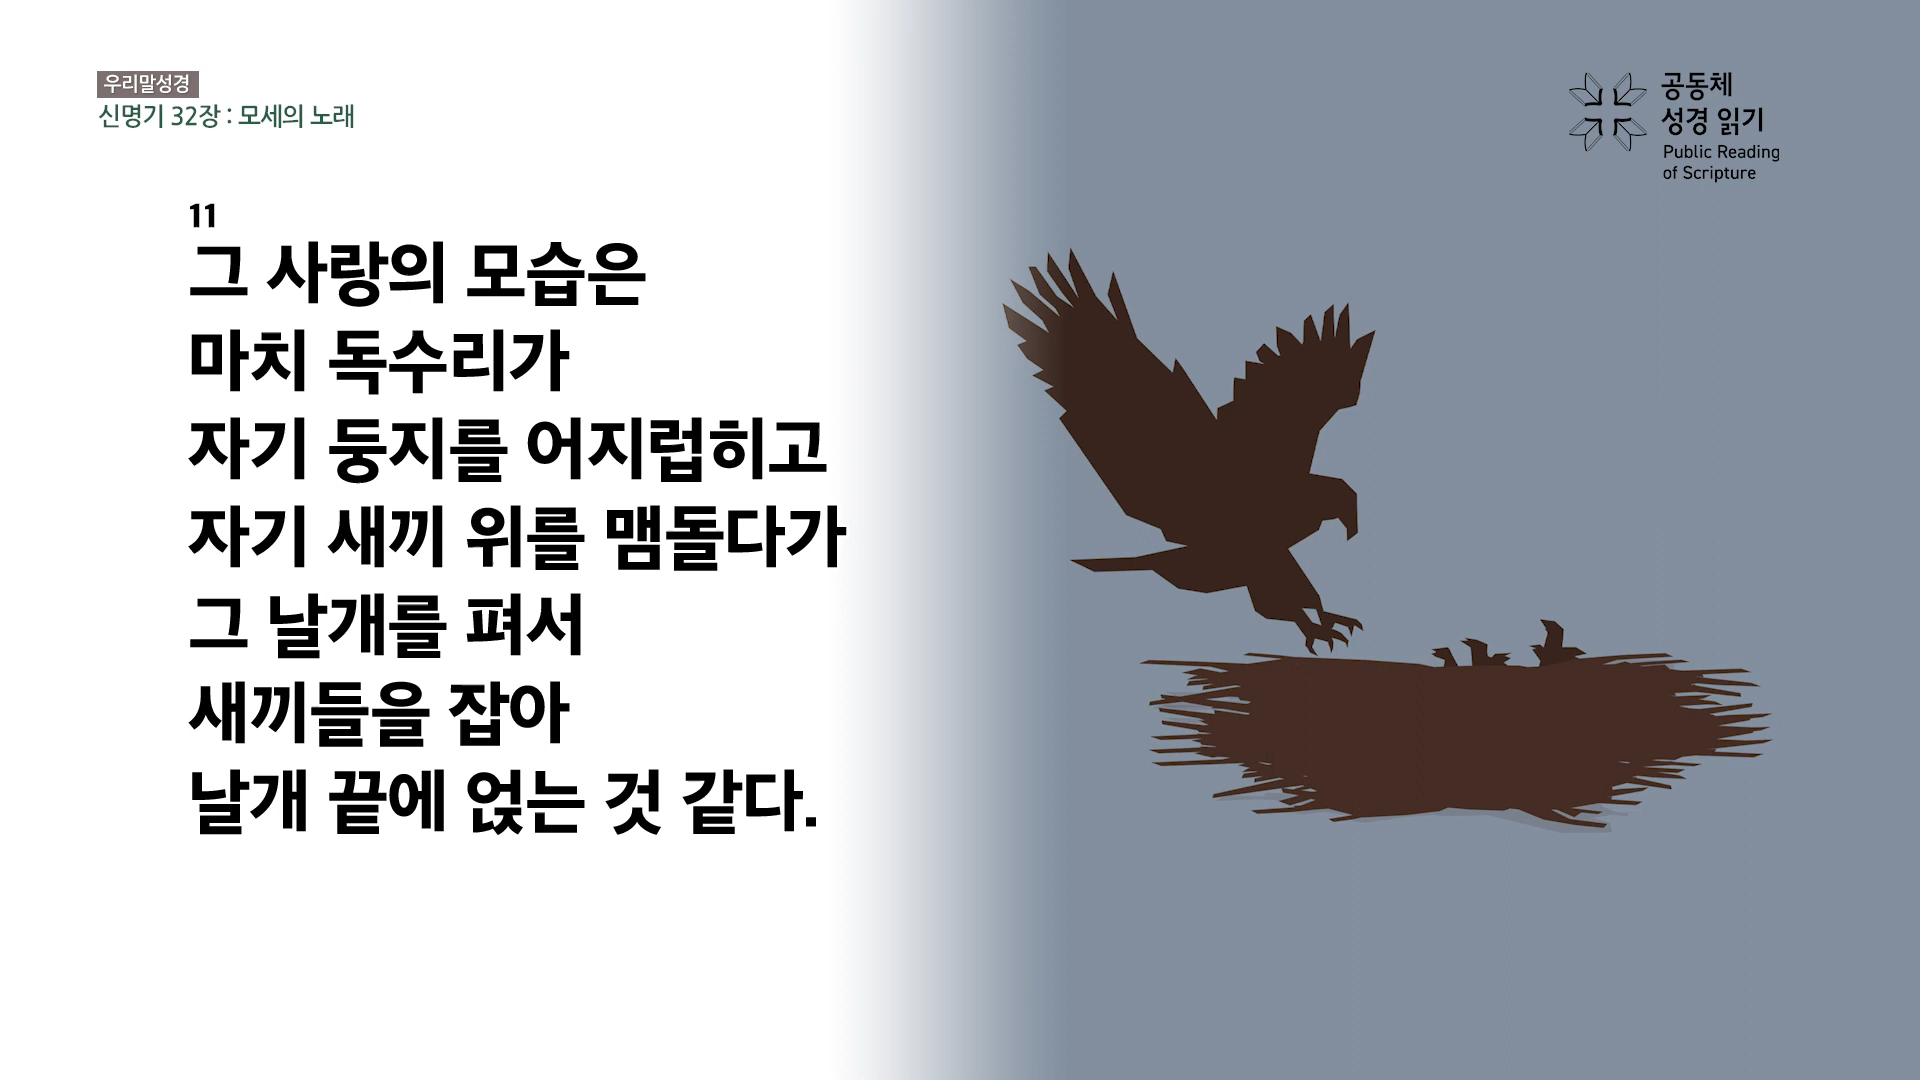 우리말성경
신명기 32장 : 모세의 노래
공동체
성경 읽기
Public Reading
of Scripture
11
그 사랑의 모습은
마치 독수리가
자기 둥지를 어지럽히고
자기 새끼 위를 맴돌다가
그 날개를 펴서
새끼들을 잡아
날개 끝에 얹는 것 같다.